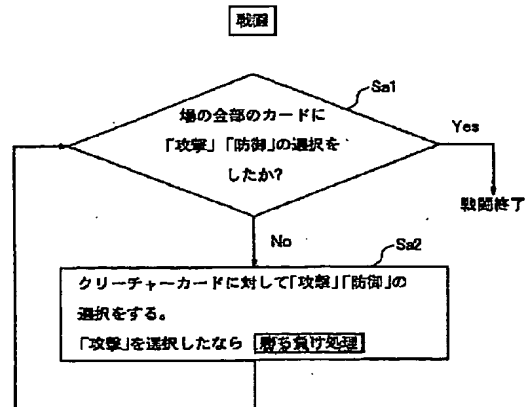 戦闘
Sa1
場の全部のカードに
「攻撃」「防御」の選択を
したか?
Yes
戦闘終了
No
Sa2
クリーチャーカードに対して「攻撃」「防御」の
選択をする。
「攻撃」を選択したなら 勝ち負け処理